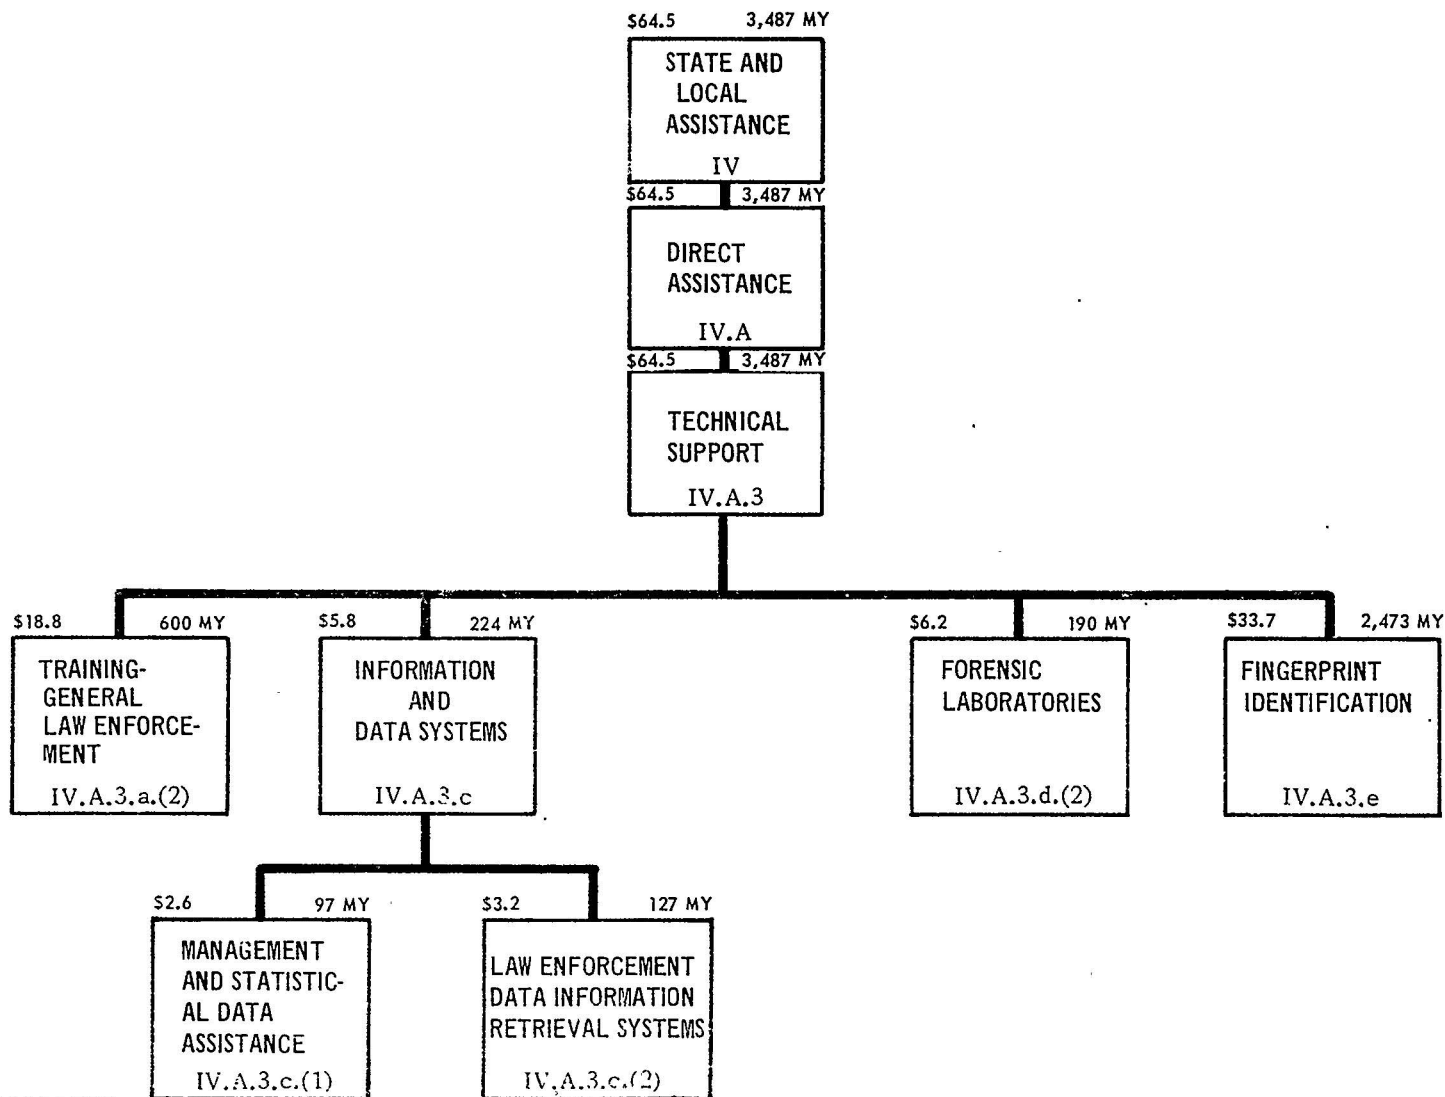 $64.5 3,487 MY
STATE AND
LOCAL
ASSISTANCE
IV
$64.5 3,487 MY
DIRECT
ASSISTANCE
IV.A
$64.5 3,487 MY
TECHNICAL
SUPPORT
IV.A.3
$18.8 600 MY
TRAINING-
GENERAL
LAW ENFORCE-
MENT
IV.A.3.a.(2)
$5.8 224 MY
INFORMATION
AND
DATA SYSTEMS
IV.A.3.c
$6.2 190 MY
FORENSIC
LABORATORIES
IV.A.3.d.(2)
$33.7 2,473 MY
FINGERPRINT
IDENTIFICATION
IV.A.3.e
$2.6 97 MY
MANAGEMENT
AND STATISTIC-
AL DATA
ASSISTANCE
IV.A.3.c.(1)
$3.2 127 MY
LAW ENFORCEMENT
DATA INFORMATION
RETRIEVAL SYSTEMS
IV.A.3.c.(2)